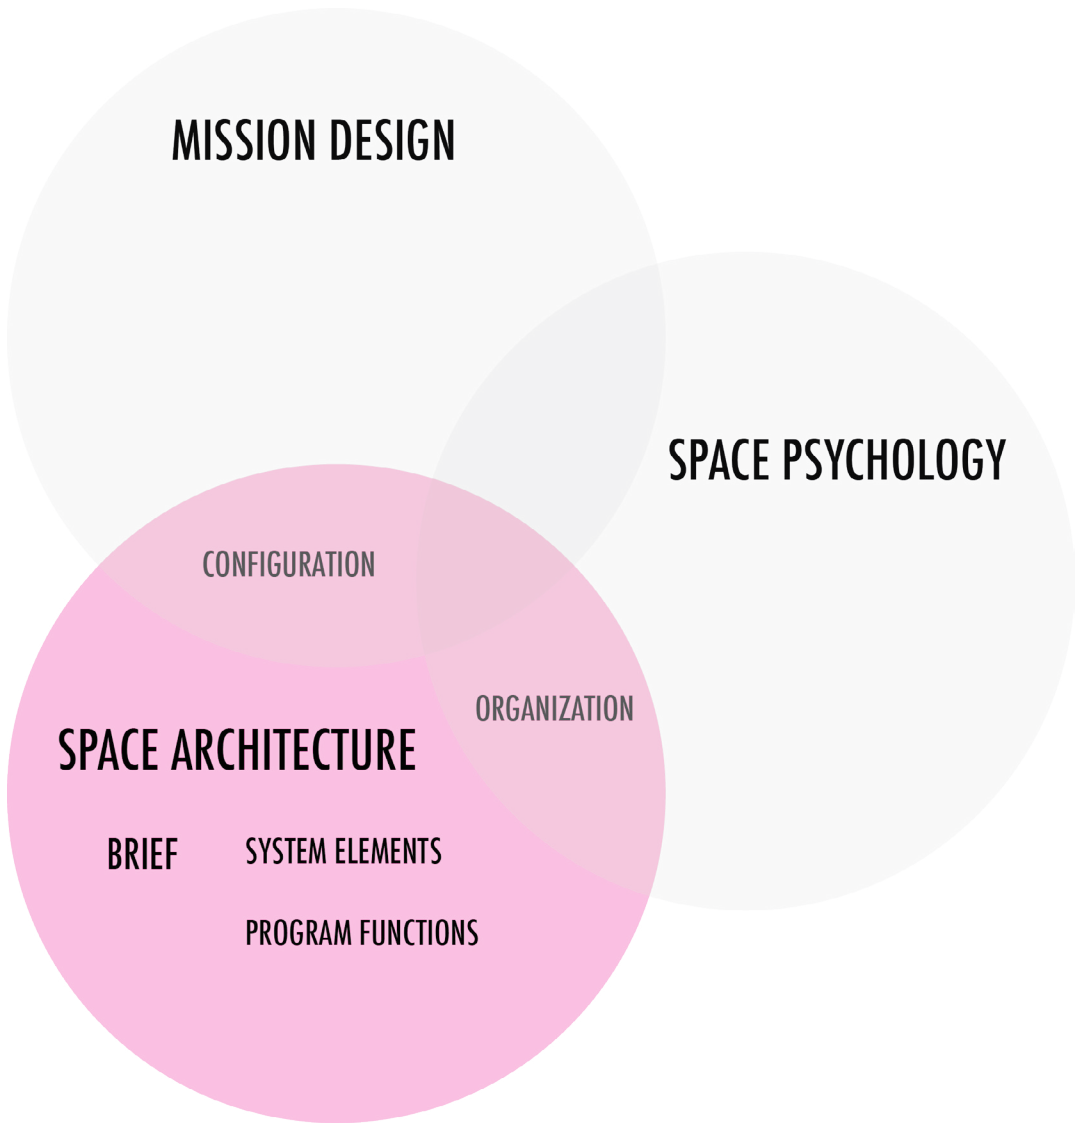 MISSION DESIGN
SPACE PSYCHOLOGY
CONFIGURATION
ORGANIZATION
SPACE ARCHITECTURE
BRIEF
SYSTEM ELEMENTS
PROGRAM FUNCTIONS